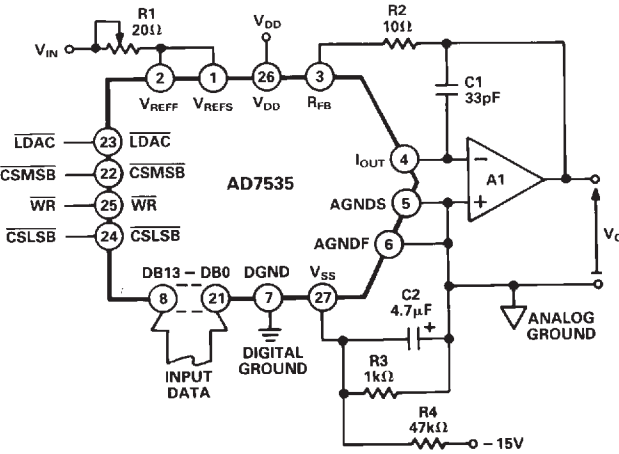 R1
20Ω
VIN
VDD
R2
10Ω
2
1
26
3
VREFF
VREFS
VDD
RFB
C1
33pF
LDAC
23
LDAC
CSMSB
22
CSMSB
WR
25
WR
CSLSB
24
CSLSB
AD7535
IOUT
4
AGNDS
5
AGNDF
6
−
+
A1
DB13 – DB0
DGND
VSS
8
21
7
27
C2
4.7μF
+
ANALOG
GROUND
DIGITAL
GROUND
INPUT
DATA
R3
1kΩ
R4
47kΩ
–15V